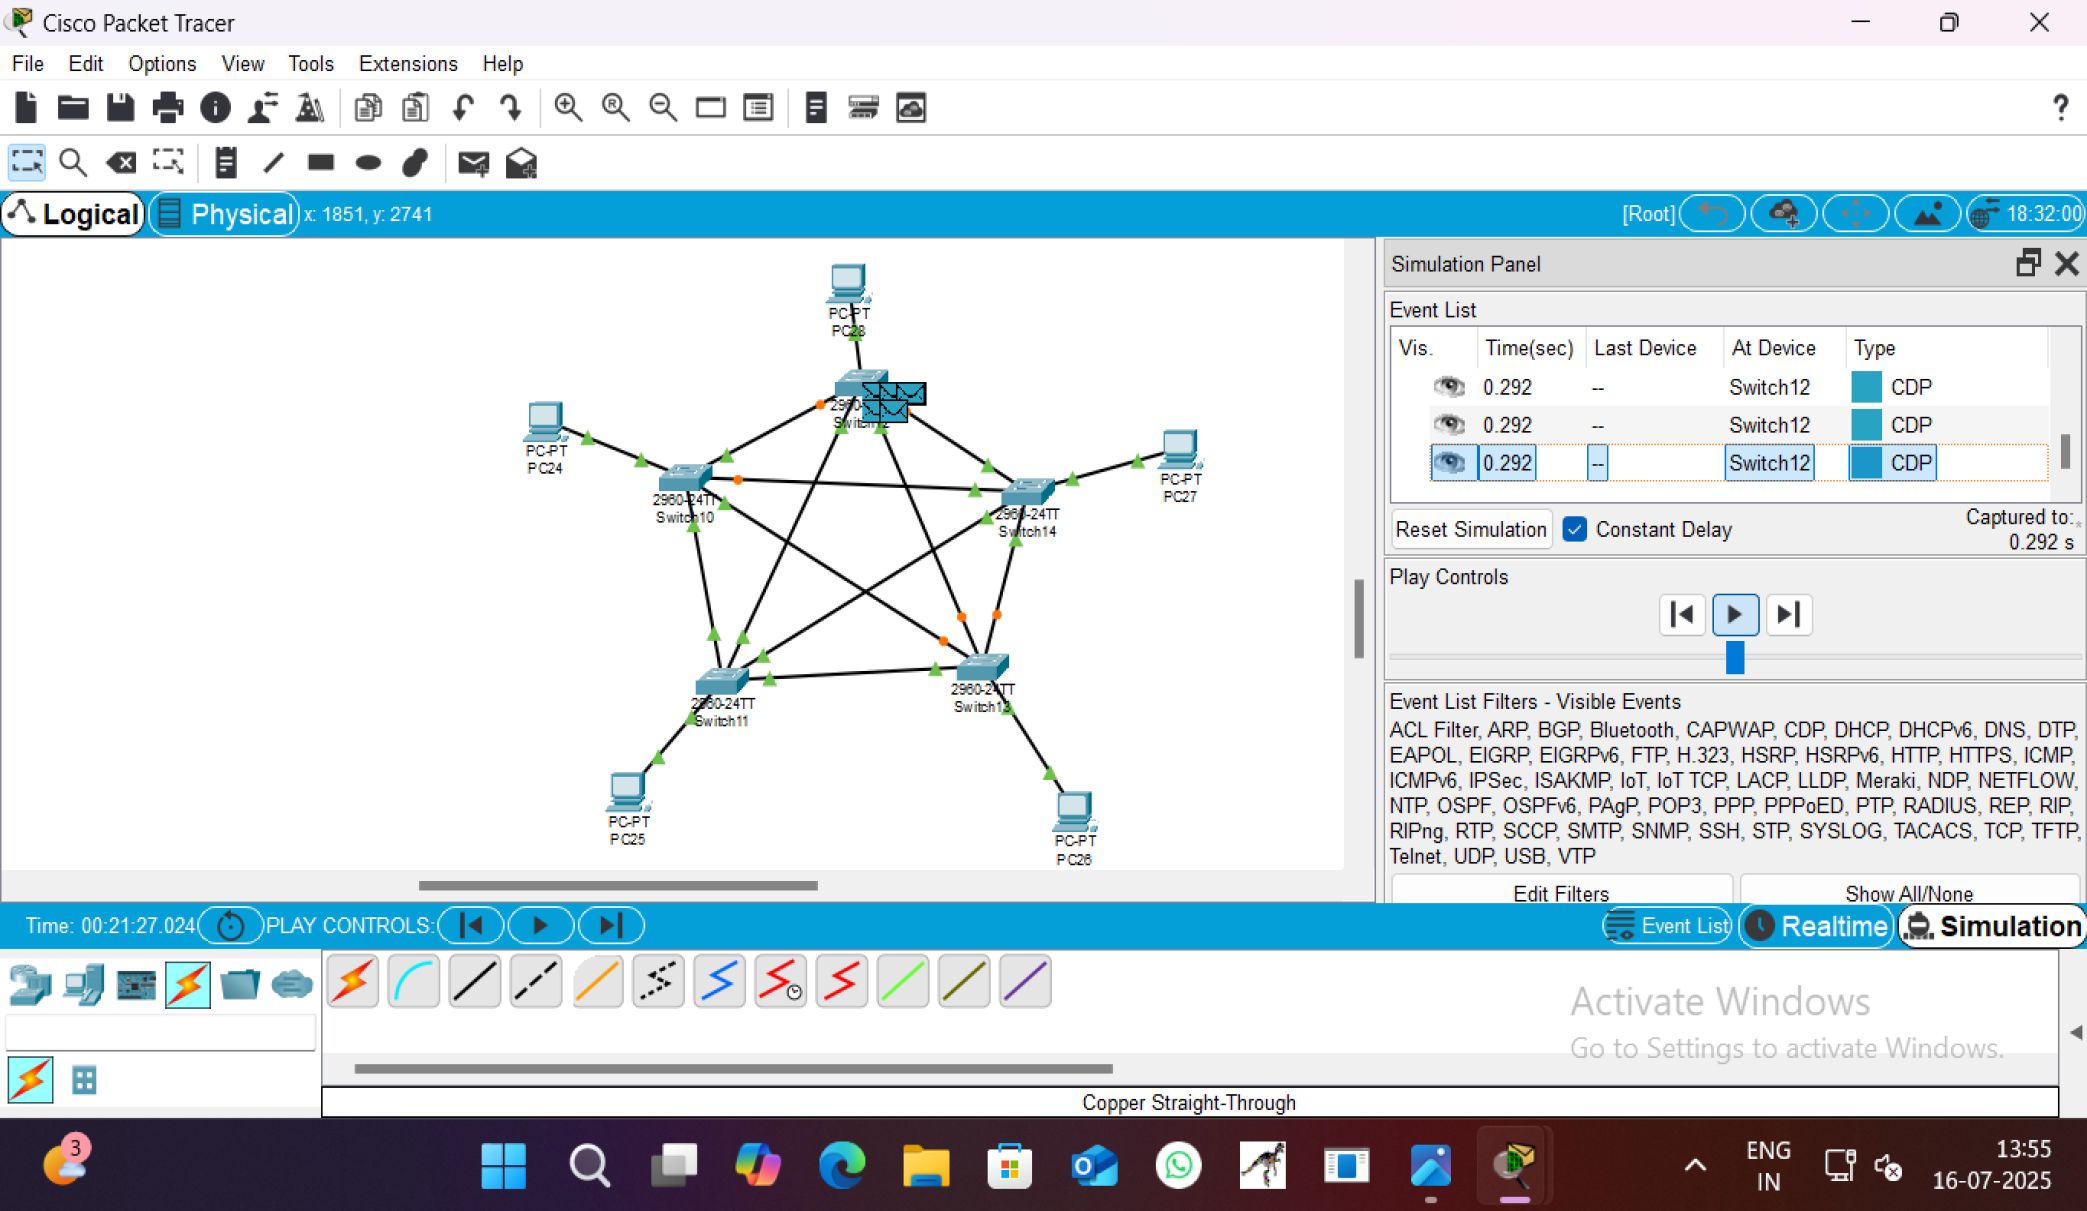 Cisco Packet Tracer
File Edit Options View Tools Extensions Help
Logical Physical x: 1851, y: 2741 [Root] 18:32:00
Simulation Panel
Event List
Vis. Time(sec) Last Device At Device Type
0.292 -- Switch12 CDP
0.292 -- Switch12 CDP
0.292 -- Switch12 CDP
Reset Simulation Constant Delay Captured to:
0.292 s
Play Controls
Event List Filters - Visible Events
ACL Filter, ARP, BGP, Bluetooth, CAPWAP, CDP, DHCP, DHCPv6, DNS, DTP,
EAPOL, EIGRP, EIGRPv6, FTP, H.323, HSRP, HSRPv6, HTTP, HTTPS, ICMP,
ICMPv6, IPSec, ISAKMP, IoT, IoT TCP, LACP, LLDP, Meraki, NDP, NETFLOW,
NTP, OSPF, OSPFv6, PAgP, POP3, PPP, PPPoED, PTP, RADIUS, REP, RIP,
RIPng, RTP, SCCP, SMTP, SNMP, SSH, STP, SYSLOG, TACACS, TCP, TFTP,
Telnet, UDP, USB, VTP
Edit Filters Show All/None
PC-PT
PC28
PC-PT
PC24
PC-PT
PC27
2960-24TT
Switch10
2960-24TT
Switch14
2960-24TT
Switch11
2960-24TT
Switch13
PC-PT
PC25
PC-PT
PC26
Time: 00:21:27.024 PLAY CONTROLS: Event List Realtime Simulation
Activate Windows
Go to Settings to activate Windows.
Copper Straight-Through
3
ENG
IN
13:55
16-07-2025